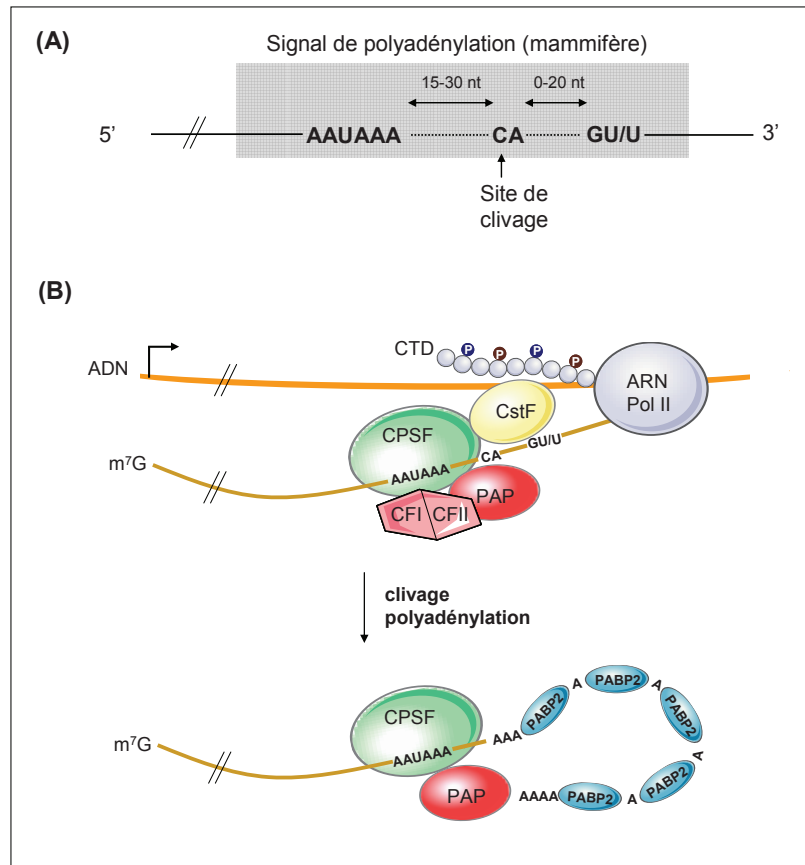 (A)
Signal de polyadénylation (mammifère)
15-30 nt
0-20 nt
5’
AAUAAA
CA
GU/U
3’
Site de
clivage
(B)
CTD
P
P
P
P
ADN
ARN
Pol II
CstF
CPSF
GU/U
CA
AAUAAA
m⁷G
PAP
CFI
CFII
clivage
polyadénylation
CPSF
AAUAAA
AAA
PABP2
A
PABP2
A
PABP2
A
PABP2
A
PABP2
AAAA
m⁷G
PAP